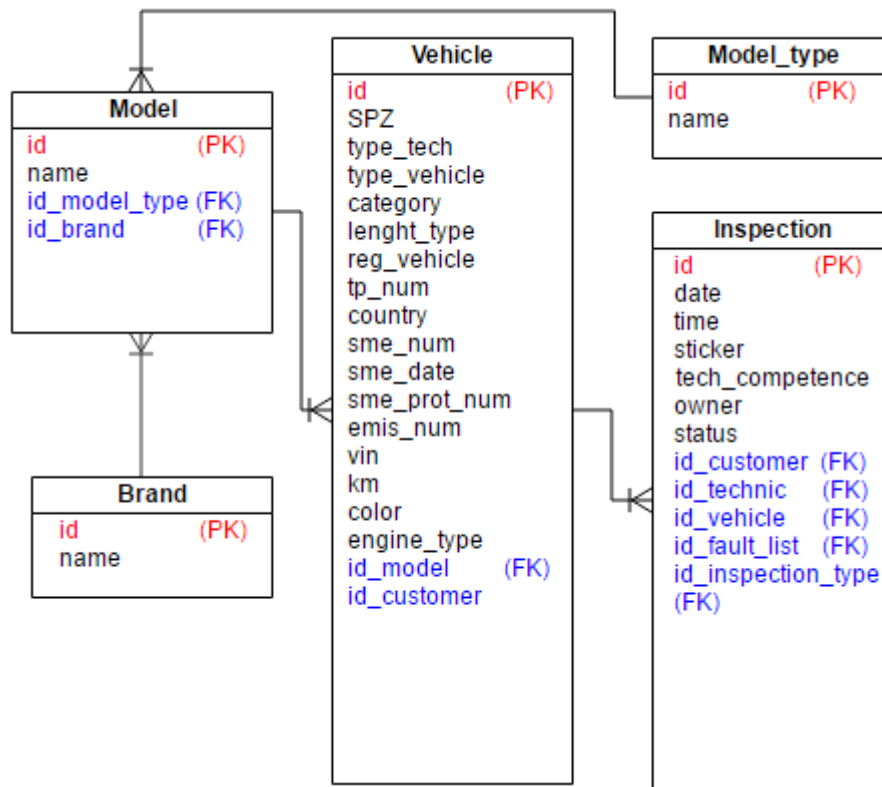 Model
id (PK)
name
id_model_type (FK)
id_brand (FK)
Brand
id (PK)
name
Vehicle
id (PK)
SPZ
type_tech
type_vehicle
category
lenght_type
reg_vehicle
tp_num
country
sme_num
sme_date
sme_prot_num
emis_num
vin
km
color
engine_type
id_model (FK)
id_customer
Model_type
id (PK)
name
Inspection
id (PK)
date
time
sticker
tech_competence
owner
status
id_customer (FK)
id_technic (FK)
id_vehicle (FK)
id_fault_list (FK)
id_inspection_type
(FK)